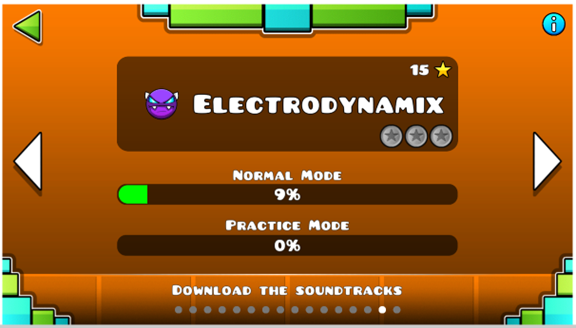 15
Electrodynamix
Normal Mode
9%
Practice Mode
0%
Download the soundtracks